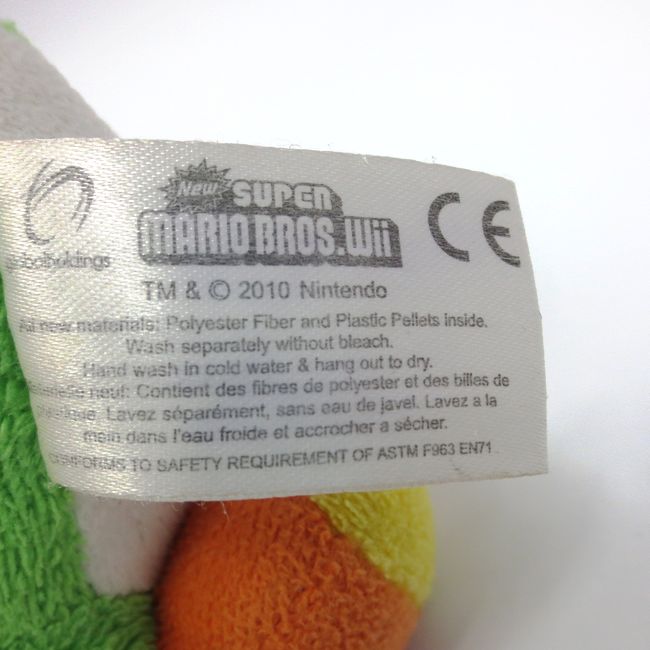 New SUPER
MARIO BROS. Wii
CE
TM & © 2010 Nintendo
All new materials: Polyester Fiber and Plastic Pellets inside.
Wash separately without bleach.
Hand wash in cold water & hang out to dry.
neuf: Contient des fibres de polyester et des billes de
Lavez séparément, sans eau de javel. Lavez a la
main dans l'eau froide et accrocher a sécher.
CONFORMS TO SAFETY REQUIREMENT OF ASTM F963 EN71